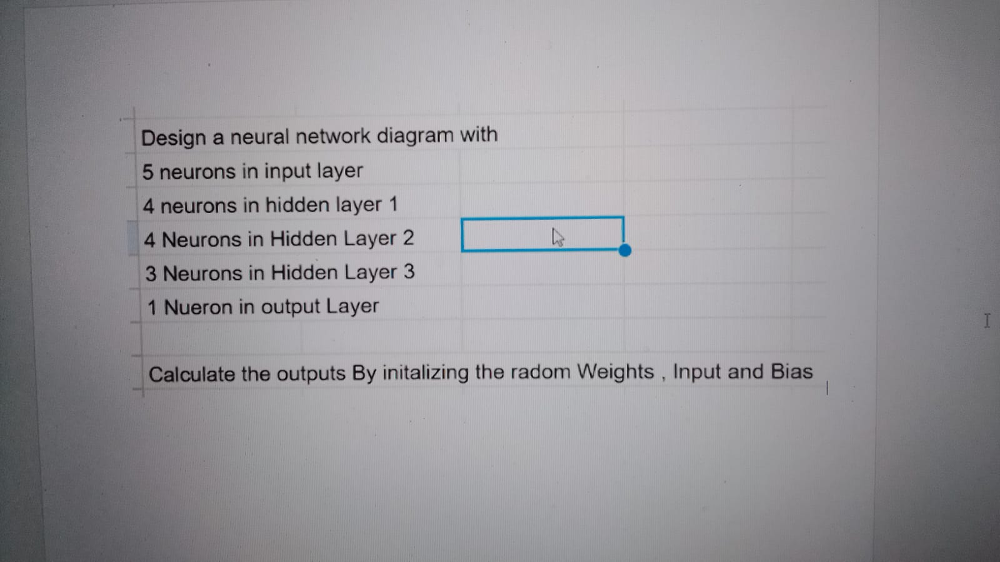 Design a neural network diagram with
5 neurons in input layer
4 neurons in hidden layer 1
4 Neurons in Hidden Layer 2
3 Neurons in Hidden Layer 3
1 Nueron in output Layer
Calculate the outputs By initalizing the radom Weights , Input and Bias